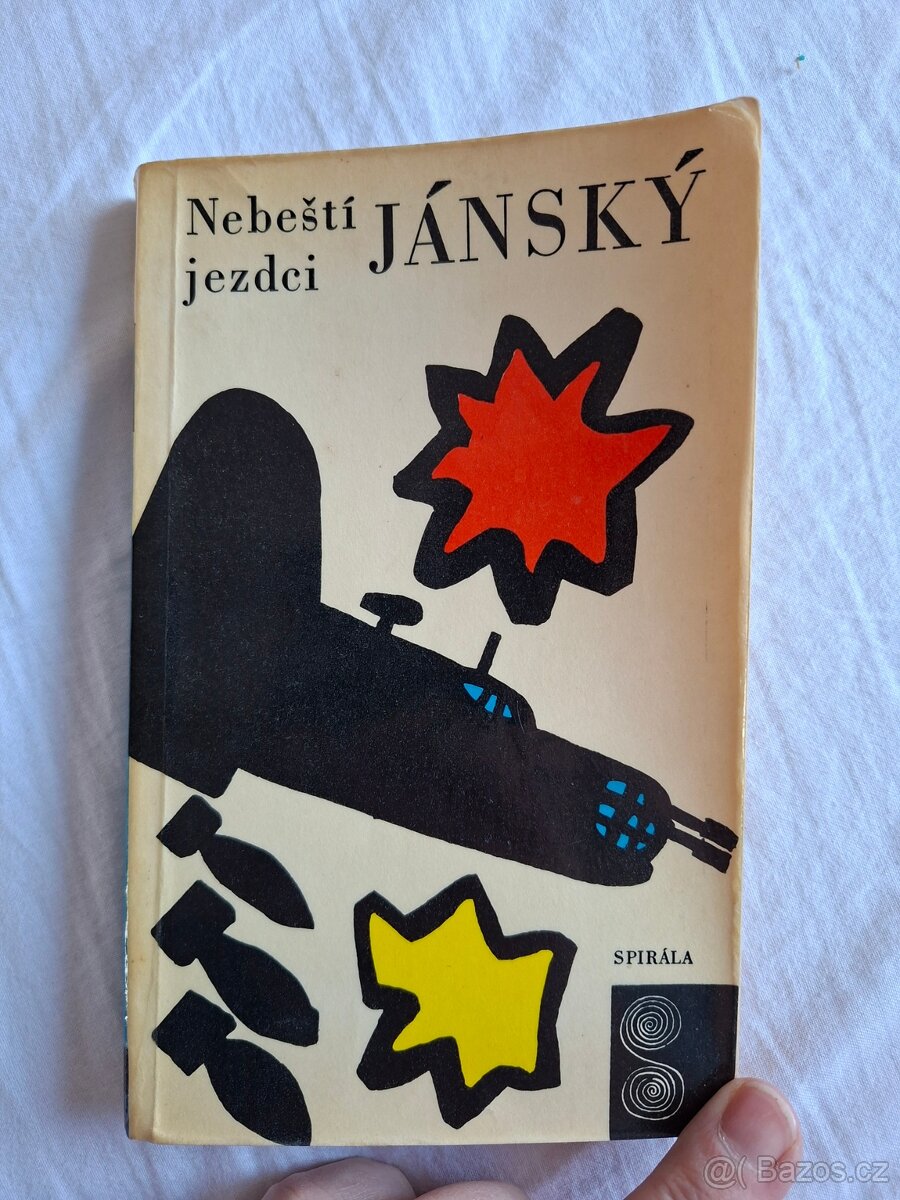 Nebeští
jezdci
JÁNSKÝ
SPIRÁLA
@( Bazos.cz